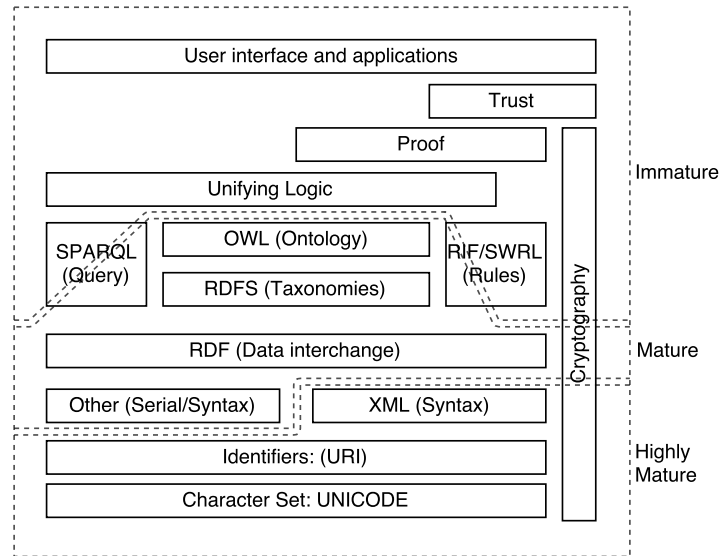 User interface and applications
Trust
Proof
Immature
Unifying Logic
SPARQL
(Query)
OWL (Ontology)
RIF/SWRL
(Rules)
RDFS (Taxonomies)
Cryptography
RDF (Data interchange)
Mature
Other (Serial/Syntax)
XML (Syntax)
Identifiers: (URI)
Highly
Mature
Character Set: UNICODE